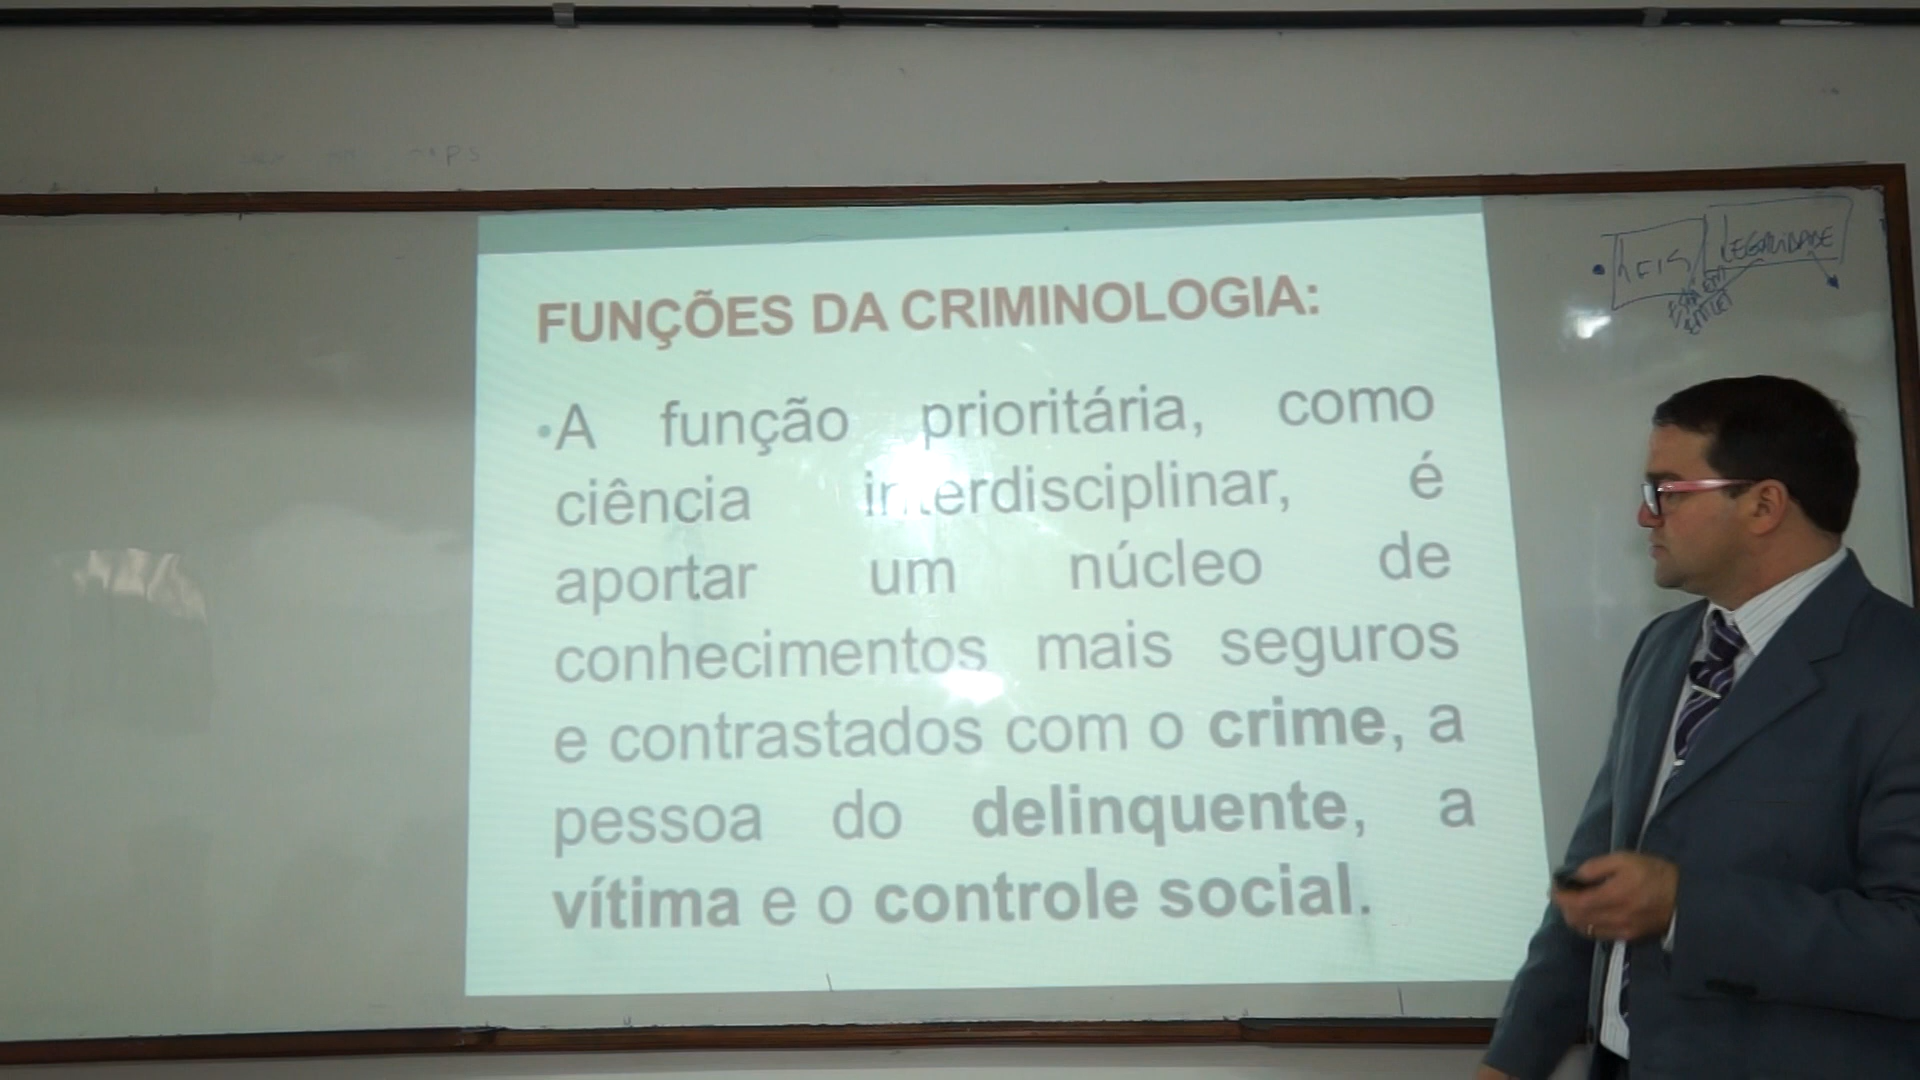 FUNÇÕES DA CRIMINOLOGIA:
•A função prioritária, como
ciência interdisciplinar, é
aportar um núcleo de
conhecimentos mais seguros
e contrastados com o crime, a
pessoa do delinquente, a
vítima e o controle social.
• LEIS LEGALIDADE